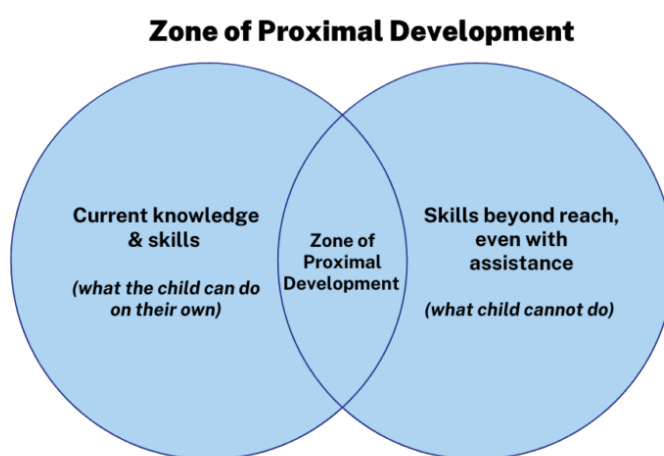 Zone of Proximal Development
Current knowledge
& skills
(what the child can do
on their own)
Zone of
Proximal
Development
Skills beyond reach,
even with
assistance
(what child cannot do)